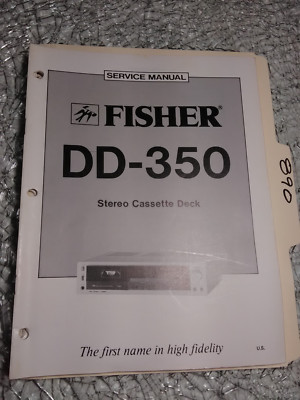 SERVICE MANUAL
FISHER®
DD-350
Stereo Cassette Deck
The first name in high fidelity
U.S.
890